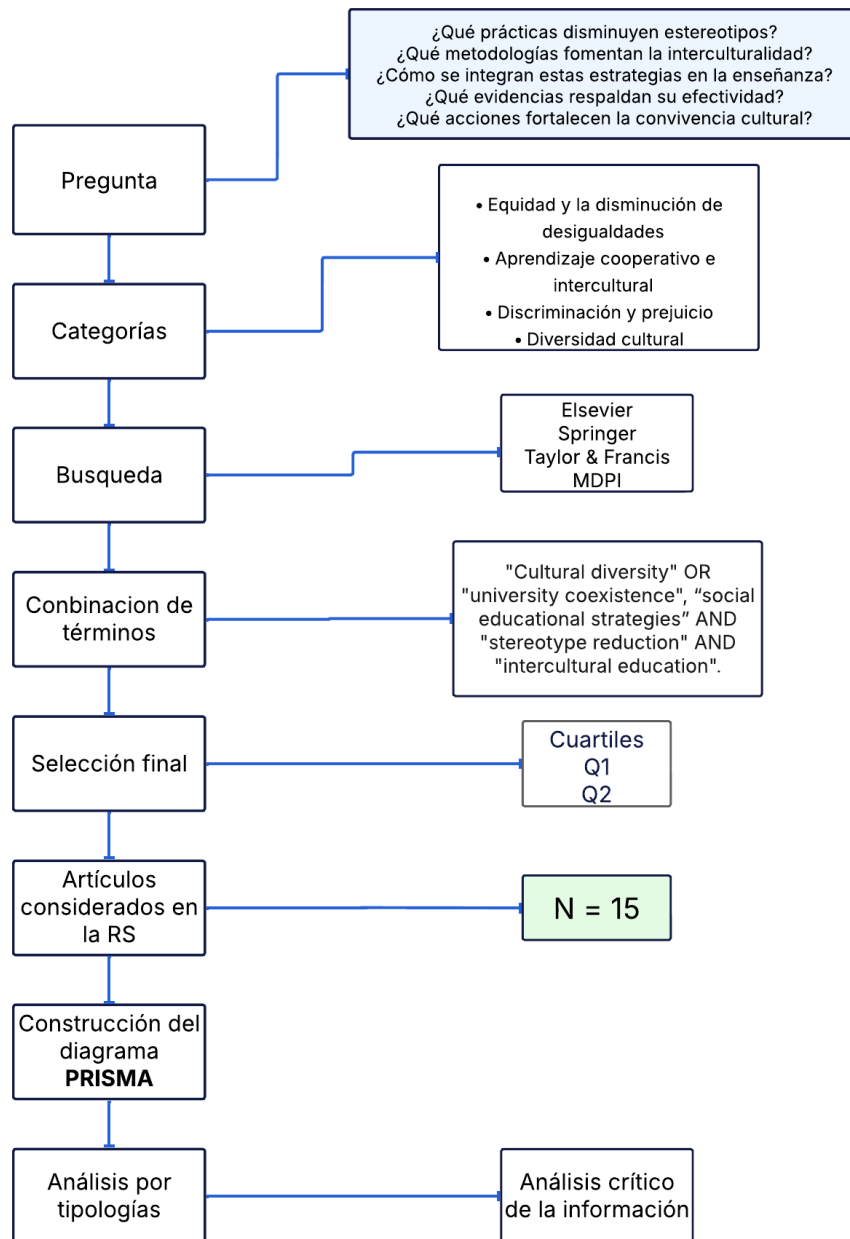 ¿Qué prácticas disminuyen estereotipos?
¿Qué metodologías fomentan la interculturalidad?
¿Cómo se integran estas estrategias en la enseñanza?
¿Qué evidencias respaldan su efectividad?
¿Qué acciones fortalecen la convivencia cultural?
Pregunta
• Equidad y la disminución de
desigualdades
• Aprendizaje cooperativo e
intercultural
• Discriminación y prejuicio
• Diversidad cultural
Categorías
Elsevier
Springer
Taylor & Francis
MDPI
Busqueda
"Cultural diversity" OR
"university coexistence", “social
educational strategies” AND
"stereotype reduction" AND
"intercultural education".
Conbinacion de
términos
Selección final
Cuartiles
Q1
Q2
Artículos
considerados en
la RS
N = 15
Construcción del
diagrama
PRISMA
Análisis por
tipologías
Análisis crítico
de la información